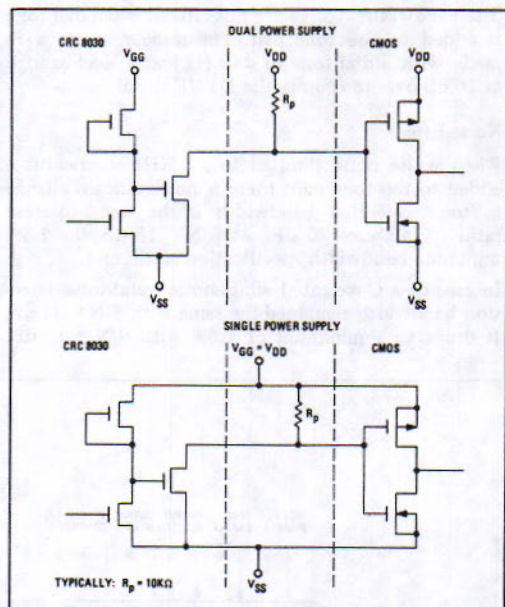 DUAL POWER SUPPLY
CRC 8030
CMOS
VGG
VDD
VDD
Rp
VSS
VSS
SINGLE POWER SUPPLY
CRC 8030
VGG = VDD
CMOS
Rp
VSS
TYPICALLY: Rp = 10KΩ